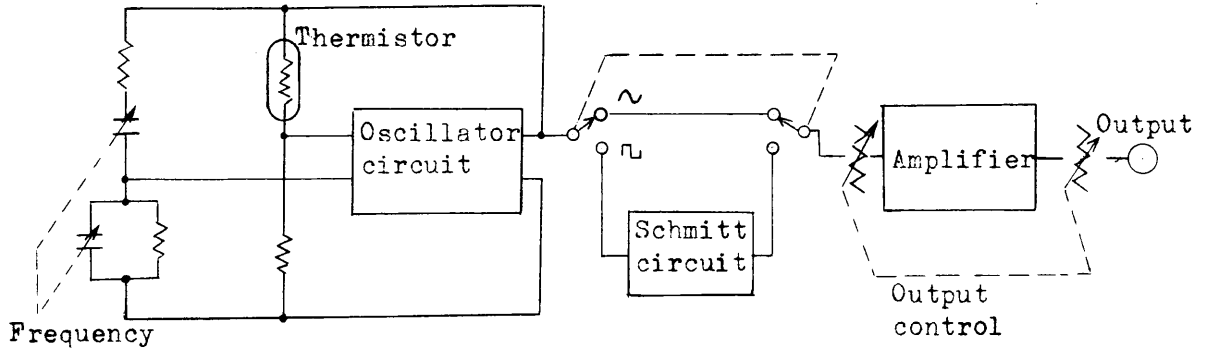 Thermistor
Oscillator
circuit
Output
Amplifier
Schmitt
circuit
Output
control
Frequency